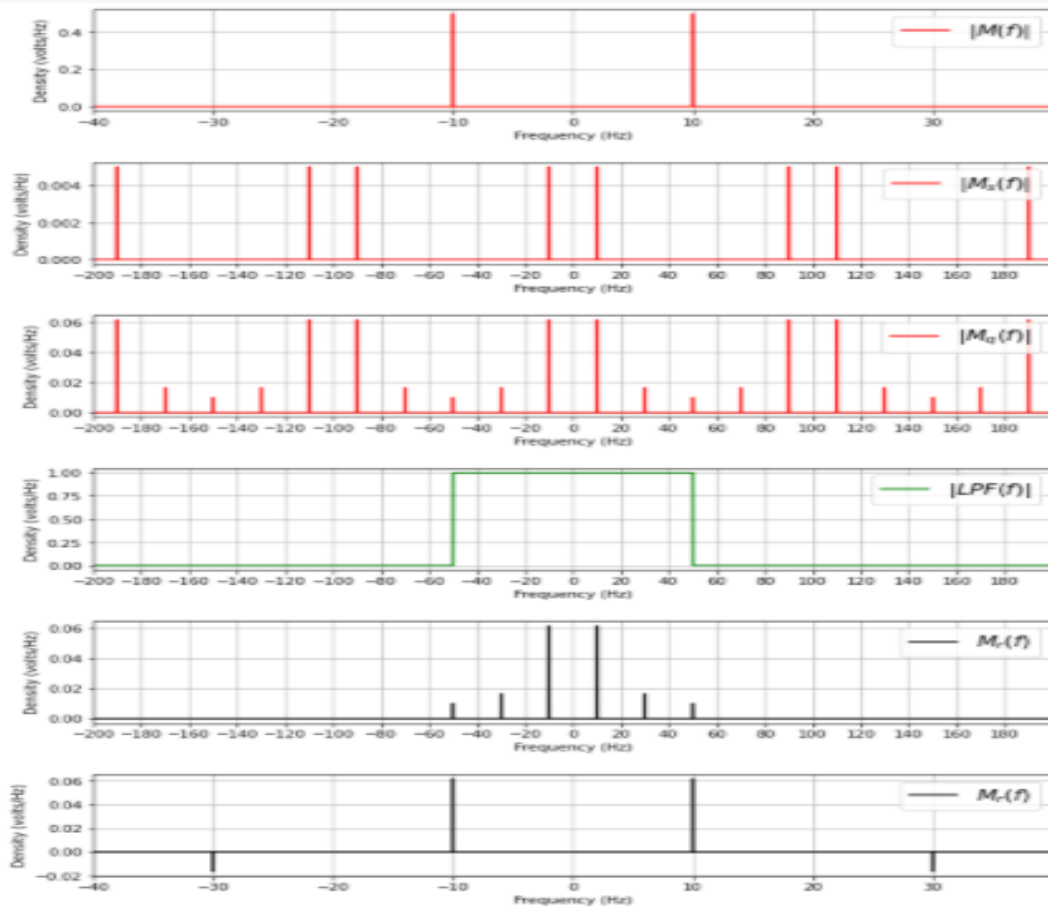 0.4
0.2
0.0
Density (volts/Hz)
|M(f)|
−40 −30 −20 −10 0 10 20 30
Frequency (Hz)
0.004
0.002
0.000
Density (volts/Hz)
|Mₛ(f)|
−200 −180 −160 −140 −120 −100 −80 −60 −40 −20 0 20 40 60 80 100 120 140 160 180
Frequency (Hz)
0.06
0.04
0.02
0.00
Density (volts/Hz)
|M_q(f)|
−200 −180 −160 −140 −120 −100 −80 −60 −40 −20 0 20 40 60 80 100 120 140 160 180
Frequency (Hz)
1.00
0.75
0.50
0.25
0.00
Density (volts/Hz)
|LPF(f)|
−200 −180 −160 −140 −120 −100 −80 −60 −40 −20 0 20 40 60 80 100 120 140 160 180
Frequency (Hz)
0.06
0.04
0.02
0.00
Density (volts/Hz)
Mᵣ(f)
−200 −180 −160 −140 −120 −100 −80 −60 −40 −20 0 20 40 60 80 100 120 140 160 180
Frequency (Hz)
0.06
0.04
0.02
0.00
−0.02
Density (volts/Hz)
Mᵣ(f)
−40 −30 −20 −10 0 10 20 30
Frequency (Hz)